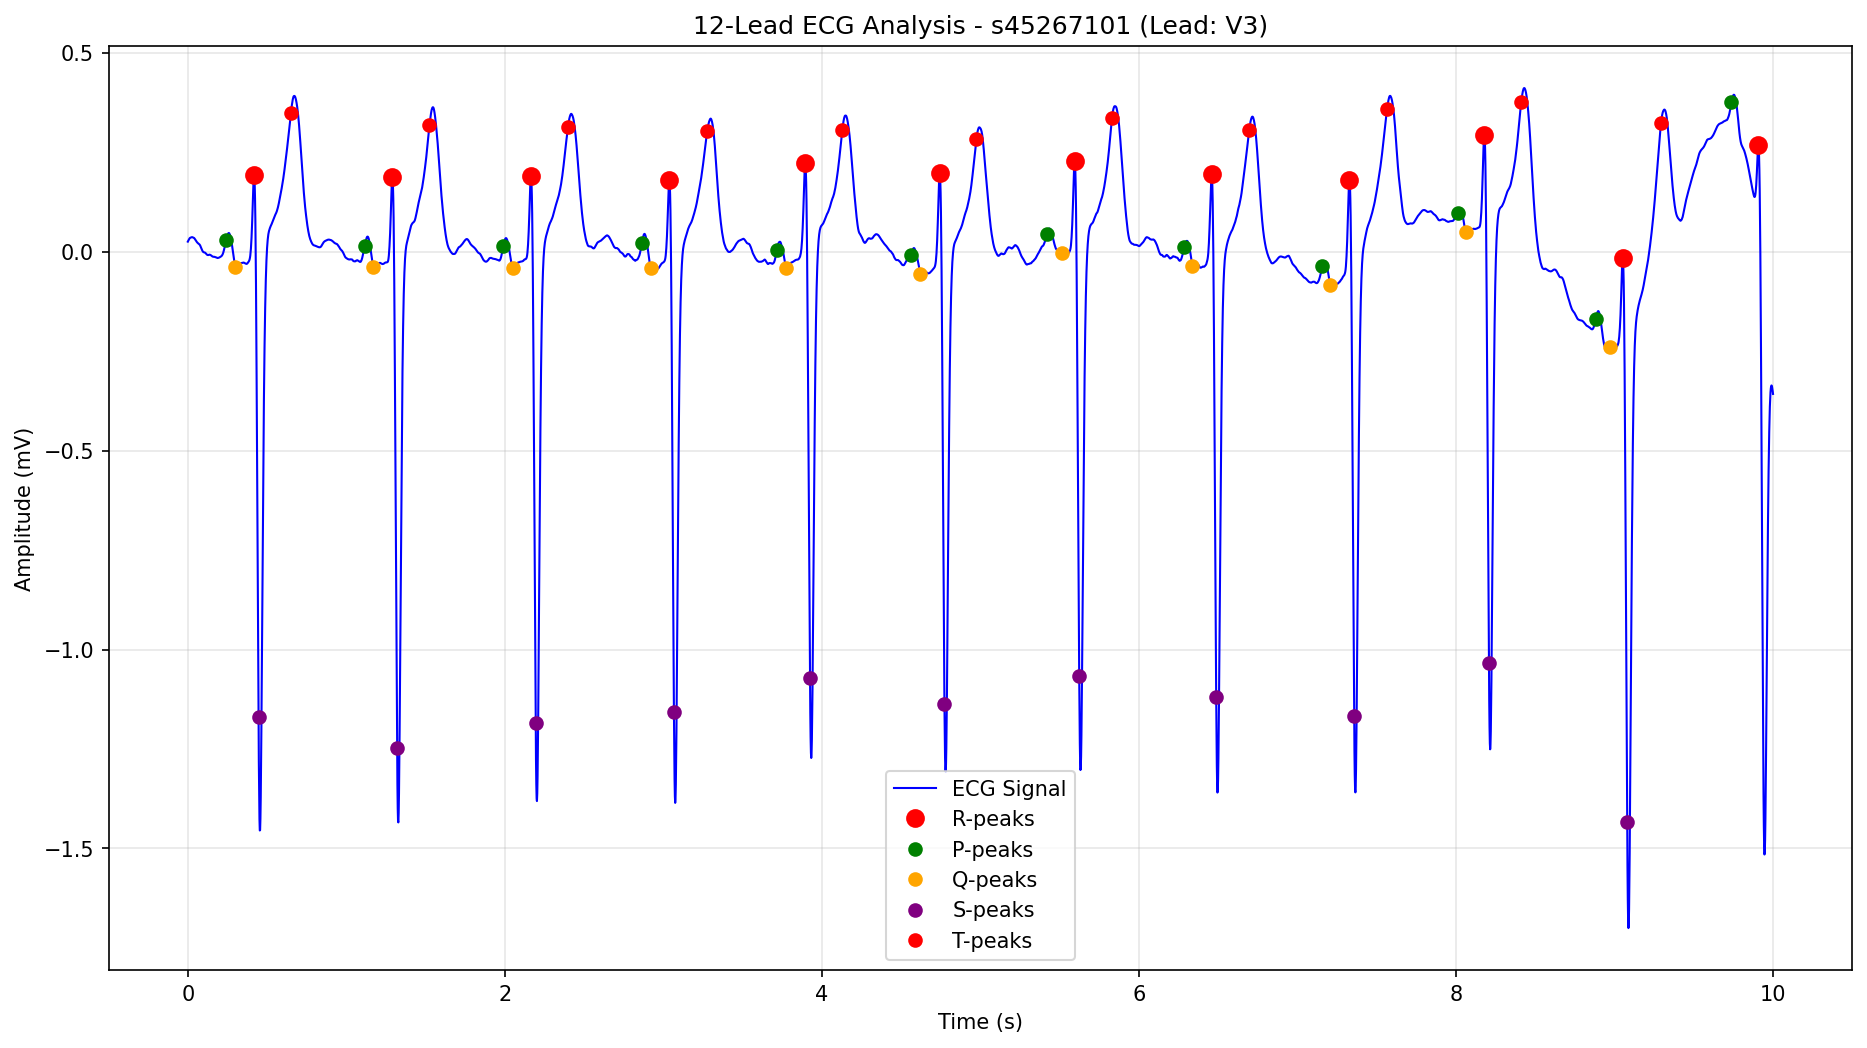 12-Lead ECG Analysis - s45267101 (Lead: V3)
0.5
0.0
−0.5
−1.0
−1.5
Amplitude (mV)
0 2 4 6 8 10
Time (s)
ECG Signal
R-peaks
P-peaks
Q-peaks
S-peaks
T-peaks